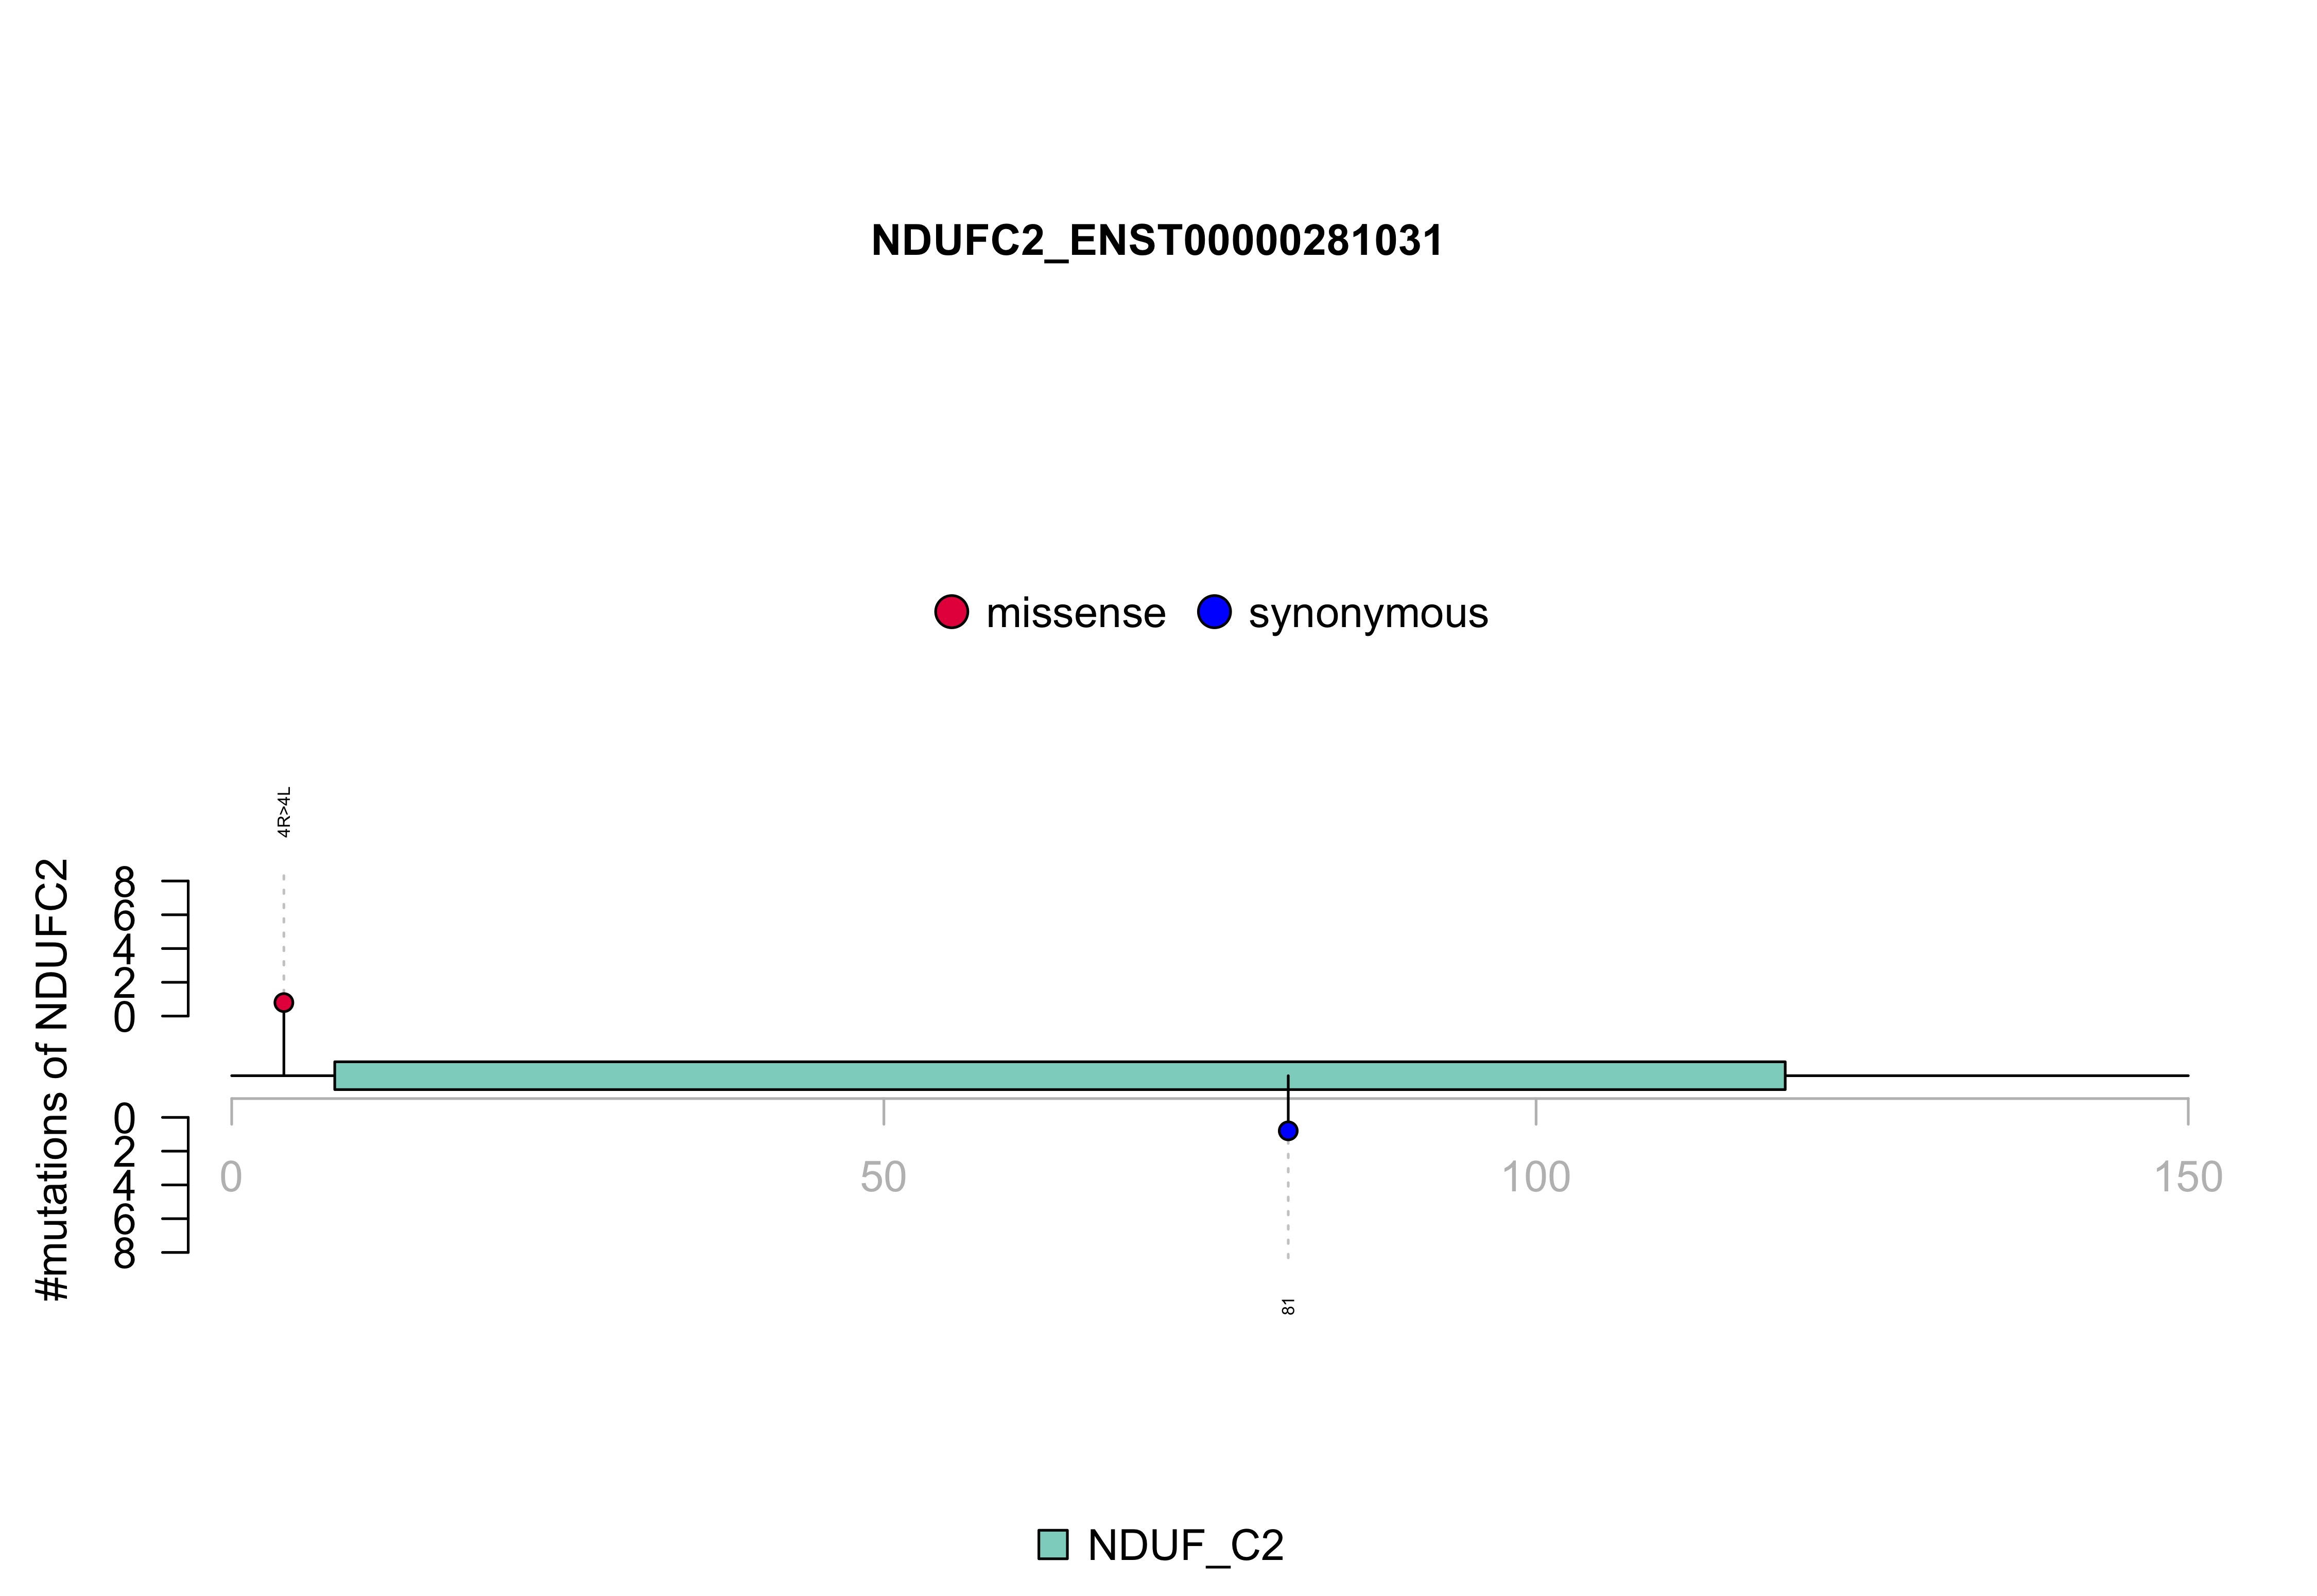 NDUFC2_ENST00000281031
missense synonymous
4R>4L
#mutations of NDUFC2
8
6
4
2
0
0
2
4
6
8
0 50 100 150
81
NDUF_C2